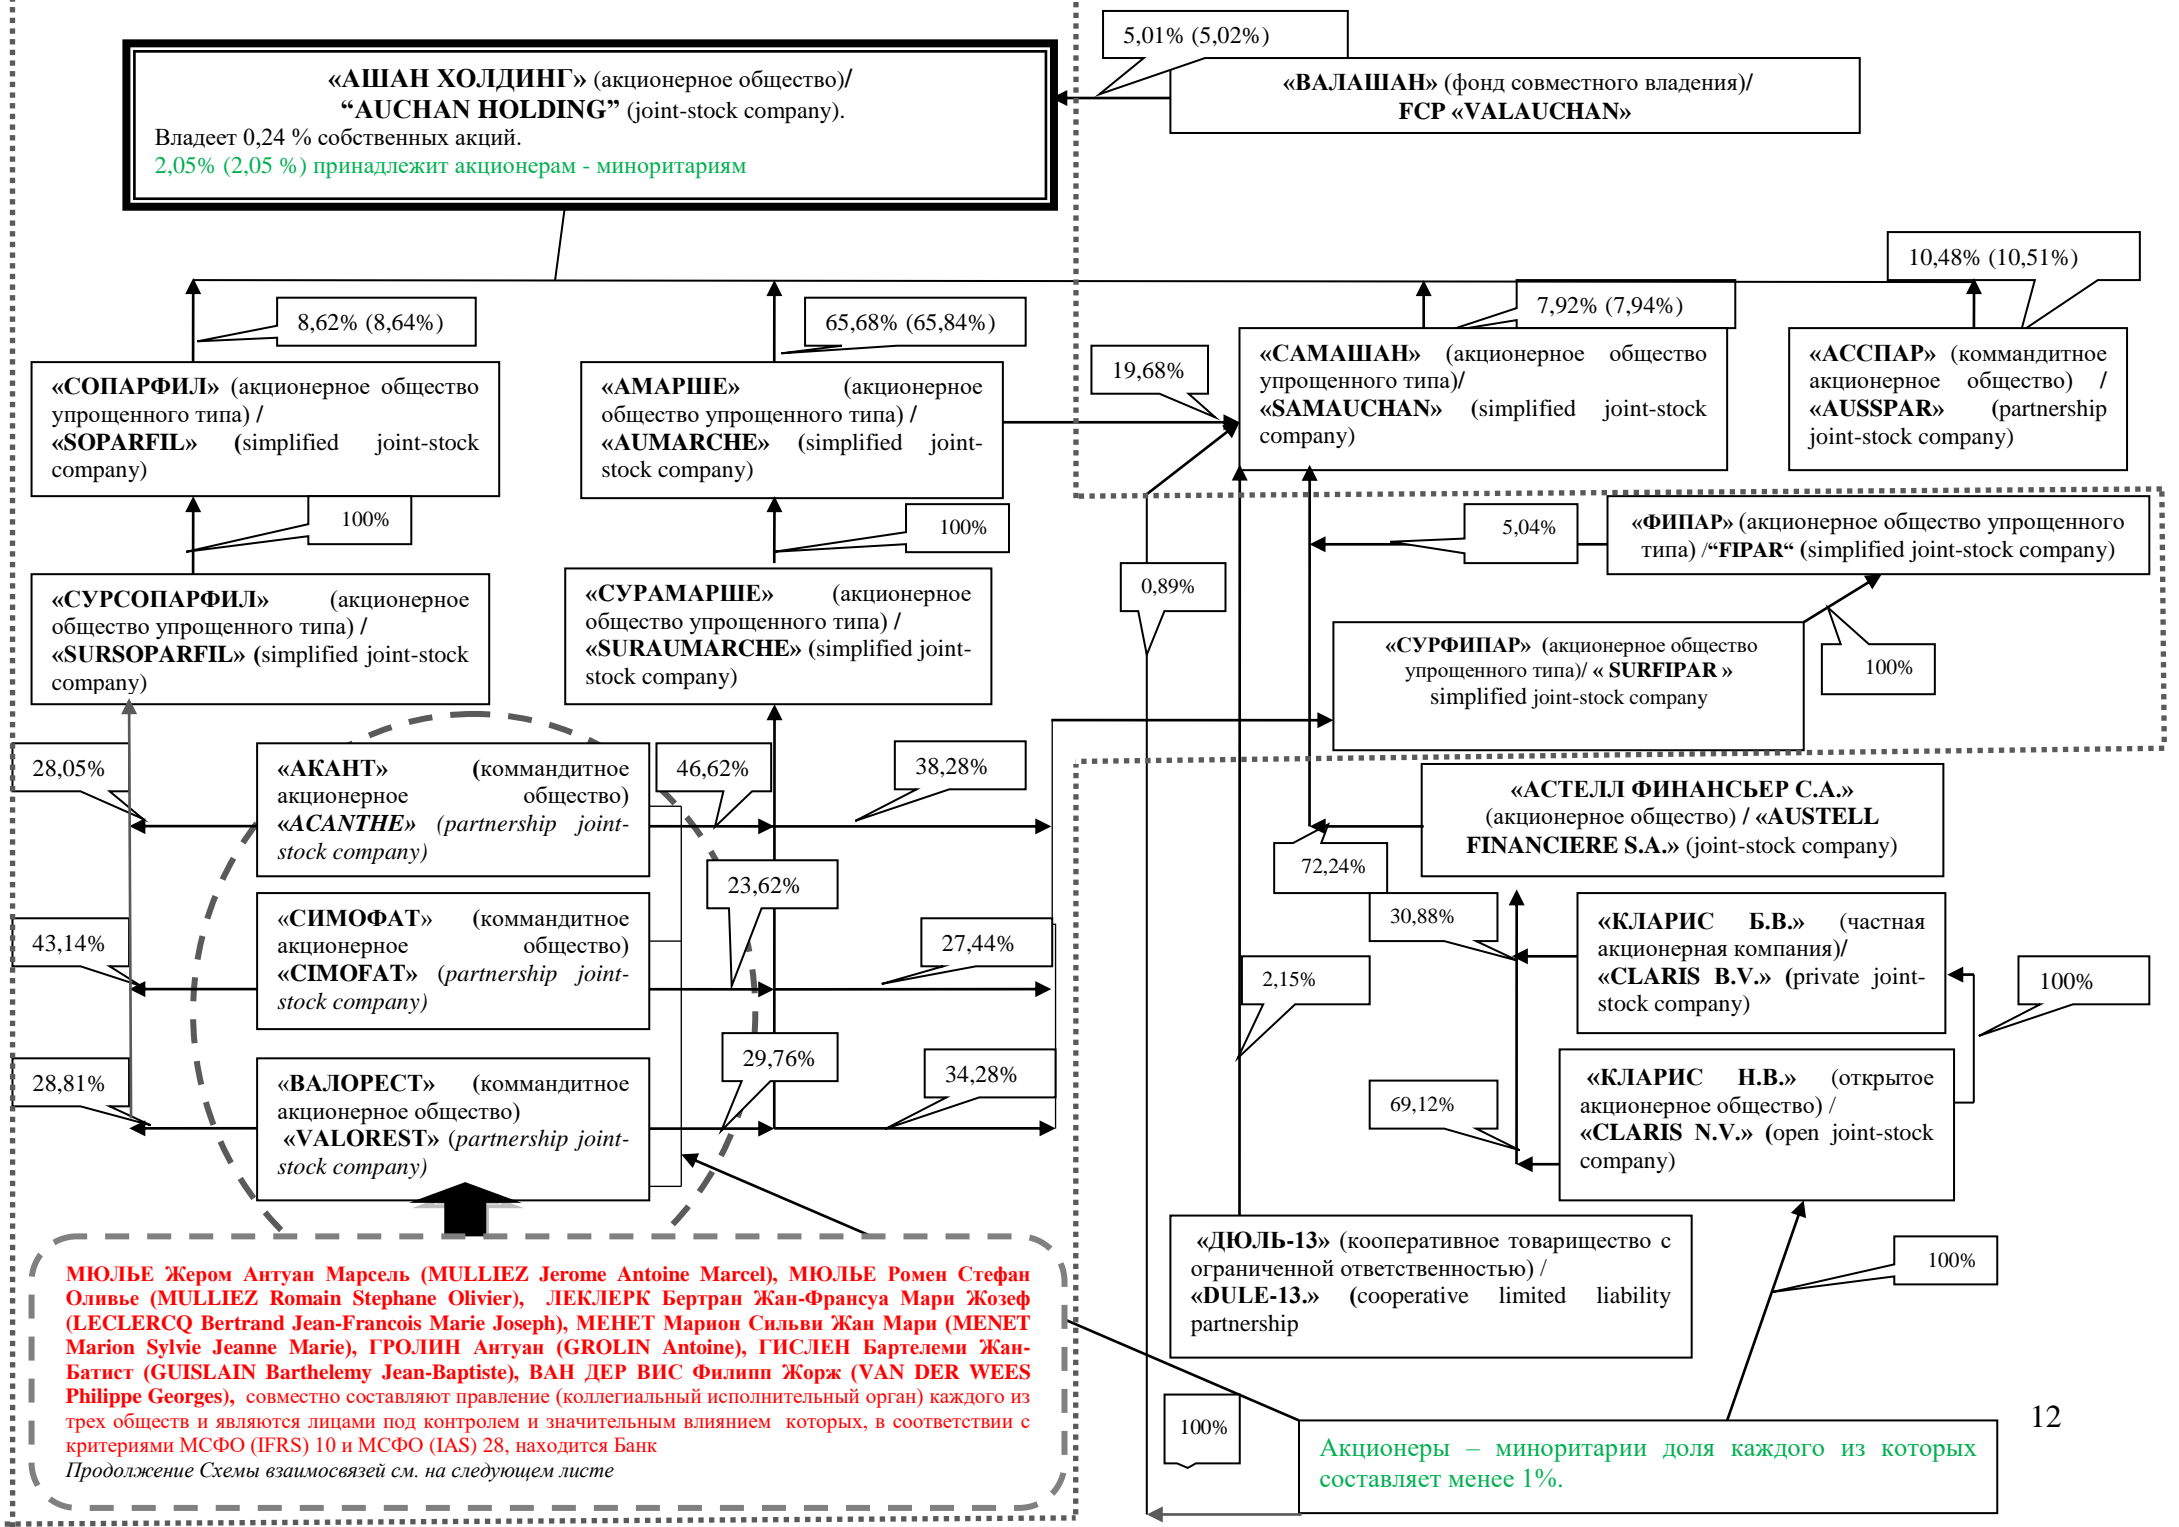 5,01% (5,02%)
«АШАН ХОЛДИНГ» (акционерное общество)/
“AUCHAN HOLDING” (joint-stock company).
Владеет 0,24 % собственных акций.
2,05% (2,05 %) принадлежит акционерам - миноритариям
«ВАЛАШАН» (фонд совместного владения)/
FCP «VALAUCHAN»
10,48% (10,51%)
8,62% (8,64%)
65,68% (65,84%)
7,92% (7,94%)
19,68%
«СОПАРФИЛ» (акционерное общество
упрощенного типа) /
«SOPARFIL» (simplified joint-stock
company)
«АМАРШЕ» (акционерное
общество упрощенного типа) /
«AUMARCHE» (simplified joint-
stock company)
«САМАШАН» (акционерное общество
упрощенного типа)/
«SAMAUCHAN» (simplified joint-stock
company)
«АССПАР» (коммандитное
акционерное общество) /
«AUSSPAR» (partnership
joint-stock company)
100%
100%
5,04%
«ФИПАР» (акционерное общество упрощенного
типа) /“FIPAR“ (simplified joint-stock company)
0,89%
«СУРСОПАРФИЛ» (акционерное
общество упрощенного типа) /
«SURSOPARFIL» (simplified joint-stock
company)
«СУРАМАРШЕ» (акционерное
общество упрощенного типа) /
«SURAUMARCHE» (simplified joint-
stock company)
«СУРФИПАР» (акционерное общество
упрощенного типа)/ « SURFIPAR »
simplified joint-stock company
100%
28,05%
«АКАНТ» (коммандитное
акционерное общество)
«ACANTHE» (partnership joint-
stock company)
46,62%
38,28%
«АСТЕЛЛ ФИНАНСЬЕР С.А.»
(акционерное общество) / «AUSTELL
FINANCIERE S.A.» (joint-stock company)
72,24%
23,62%
43,14%
«СИМОФАТ» (коммандитное
акционерное общество)
«CIMOFAT» (partnership joint-
stock company)
27,44%
30,88%
«КЛАРИС Б.В.» (частная
акционерная компания)/
«CLARIS B.V.» (private joint-
stock company)
2,15%
100%
28,81%
«ВАЛОРЕСТ» (коммандитное
акционерное общество)
«VALOREST» (partnership joint-
stock company)
29,76%
34,28%
69,12%
«КЛАРИС Н.В.» (открытое
акционерное общество) /
«CLARIS N.V.» (open joint-stock
company)
«ДЮЛЬ-13» (кооперативное товарищество с
ограниченной ответственностью) /
«DULE-13.» (cooperative limited liability
partnership
100%
МЮЛЬЕ Жером Антуан Марсель (MULLIEZ Jerome Antoine Marcel), МЮЛЬЕ Ромен Стефан
Оливье (MULLIEZ Romain Stephane Olivier), ЛЕКЛЕРК Бертран Жан-Франсуа Мари Жозеф
(LECLERCQ Bertrand Jean-Francois Marie Joseph), МЕНЕТ Марион Сильви Жан Мари (MENET
Marion Sylvie Jeanne Marie), ГРОЛИН Антуан (GROLIN Antoine), ГИСЛЕН Бартелеми Жан-
Батист (GUISLAIN Barthelemy Jean-Baptiste), ВАН ДЕР ВИС Филипп Жорж (VAN DER WEES
Philippe Georges), совместно составляют правление (коллегиальный исполнительный орган) каждого из
трех обществ и являются лицами под контролем и значительным влиянием которых, в соответствии с
критериями МСФО (IFRS) 10 и МСФО (IAS) 28, находится Банк
Продолжение Схемы взаимосвязей см. на следующем листе
100%
Акционеры – миноритарии доля каждого из которых
составляет менее 1%.
12